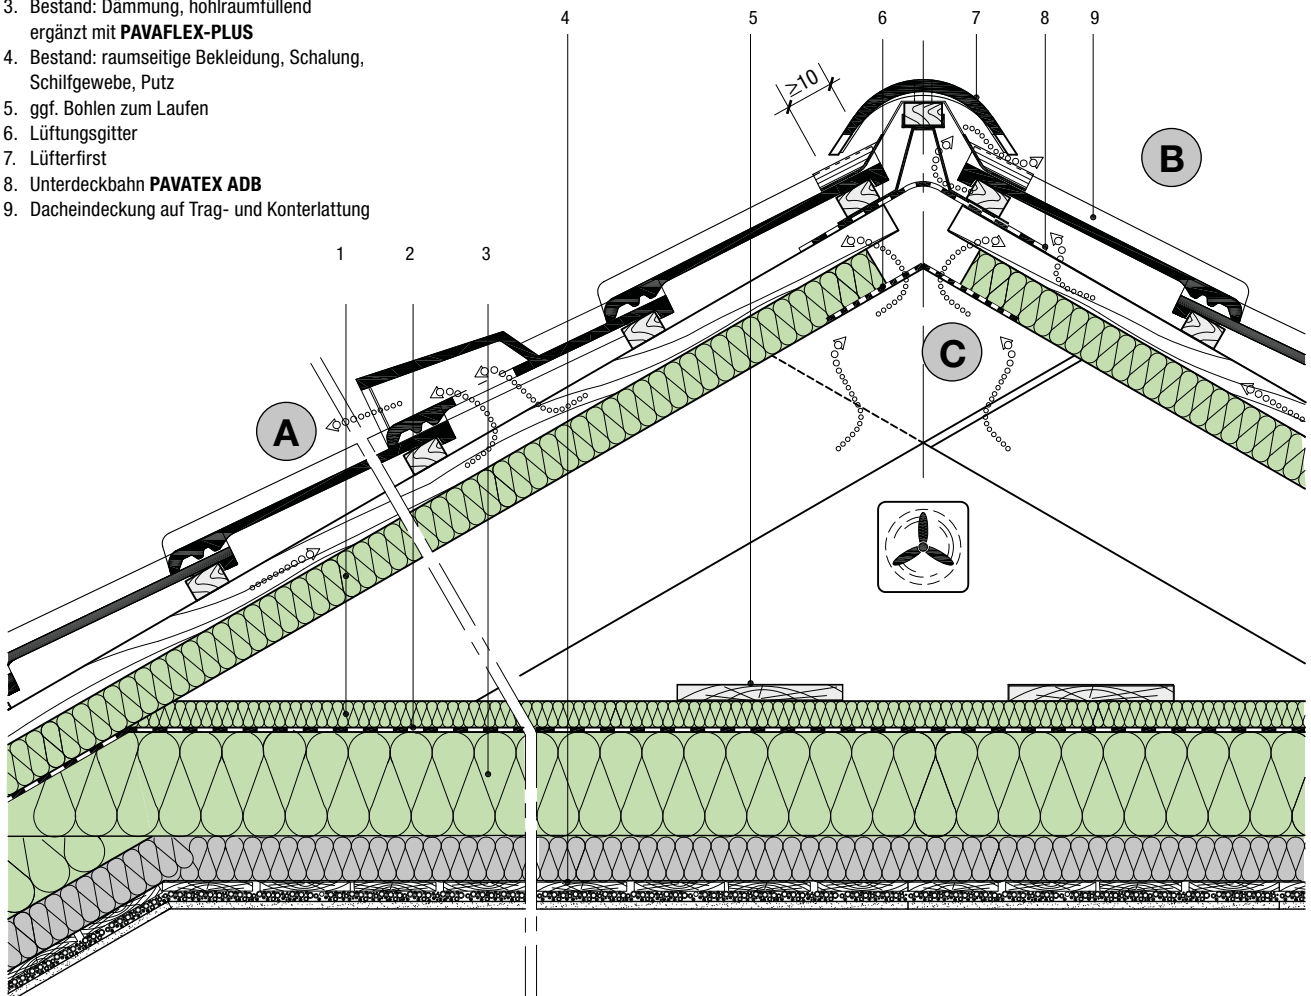 3. Bestand: Dämmung, hohlraumfüllend
ergänzt mit PAVAFLEX-PLUS
4. Bestand: raumseitige Bekleidung, Schalung,
Schilfgewebe, Putz
5. ggf. Bohlen zum Laufen
6. Lüftungsgitter
7. Lüfterfirst
8. Unterdeckbahn PAVATEX ADB
9. Dacheindeckung auf Trag- und Konterlattung
4 5 6 7 8 9
≥10
B
1 2 3
C
A